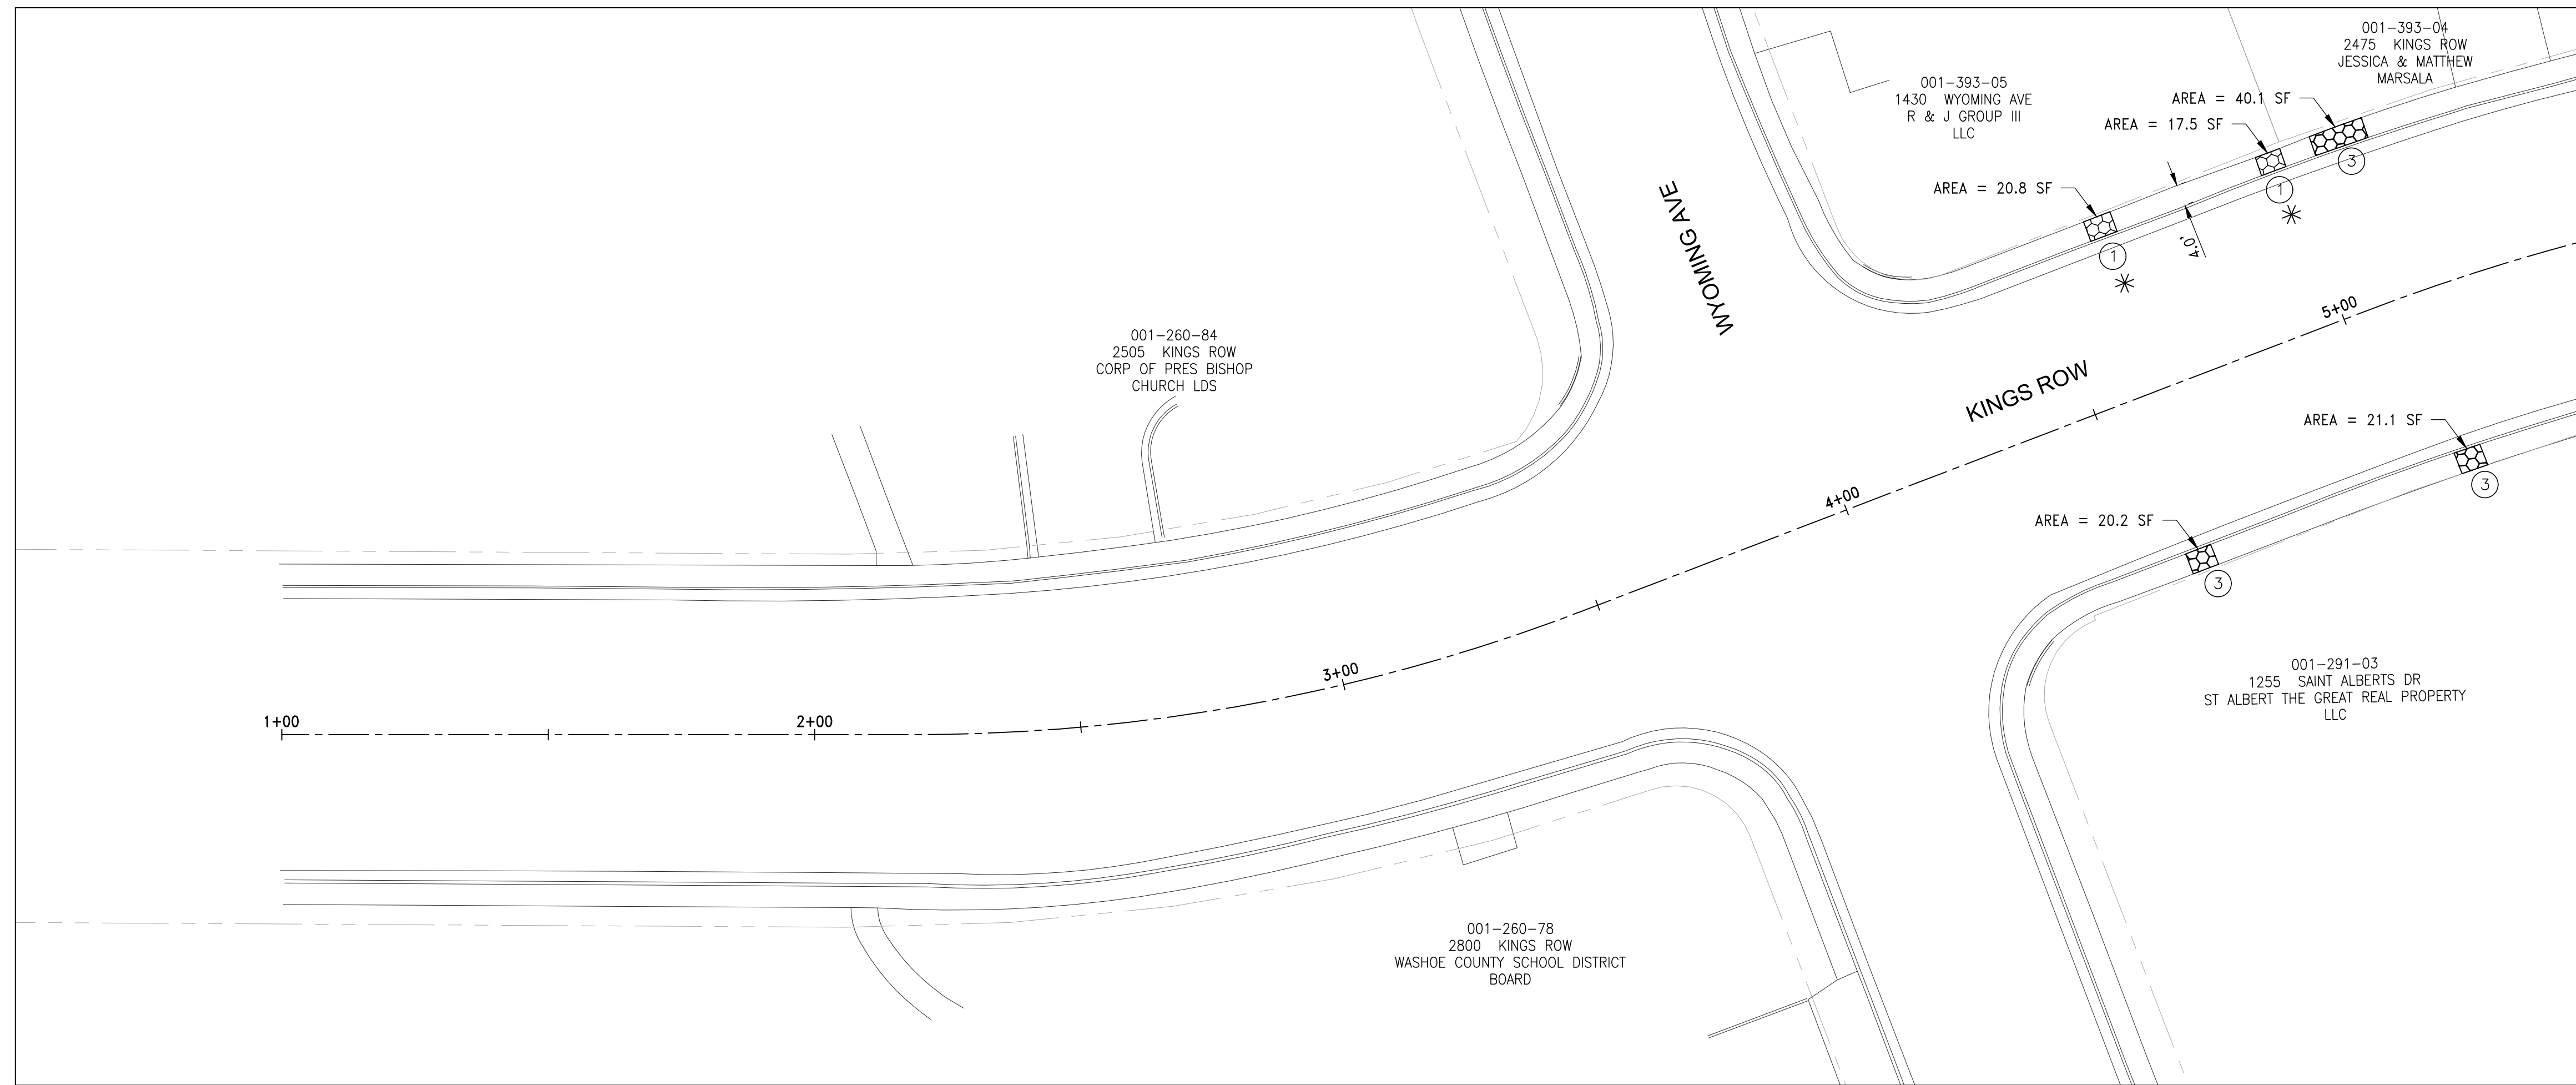 001-393-04
2475 KINGS ROW
JESSICA & MATTHEW
MARSALA
001-393-05
1430 WYOMING AVE
R & J GROUP III
LLC
AREA = 40.1 SF
AREA = 17.5 SF
AREA = 20.8 SF
3
1
*
1
*
4.0'
WYOMING AVE
KINGS ROW
5+00
001-260-84
2505 KINGS ROW
CORP OF PRES BISHOP
CHURCH LDS
AREA = 21.1 SF
3
4+00
AREA = 20.2 SF
3
3+00
001-291-03
1255 SAINT ALBERTS DR
ST ALBERT THE GREAT REAL PROPERTY
LLC
1+00
2+00
001-260-78
2800 KINGS ROW
WASHOE COUNTY SCHOOL DISTRICT
BOARD